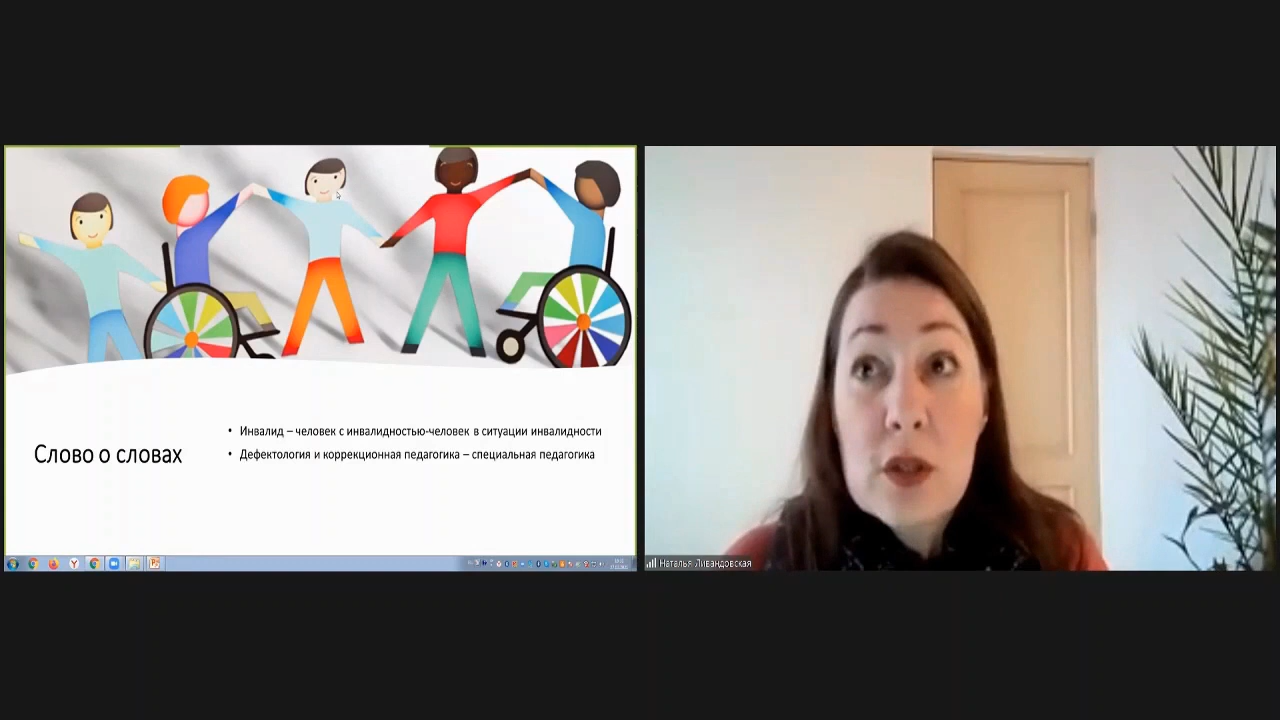 Слово о словах
• Инвалид – человек с инвалидностью-человек в ситуации инвалидности
• Дефектология и коррекционная педагогика – специальная педагогика
Наталья Ливандовская